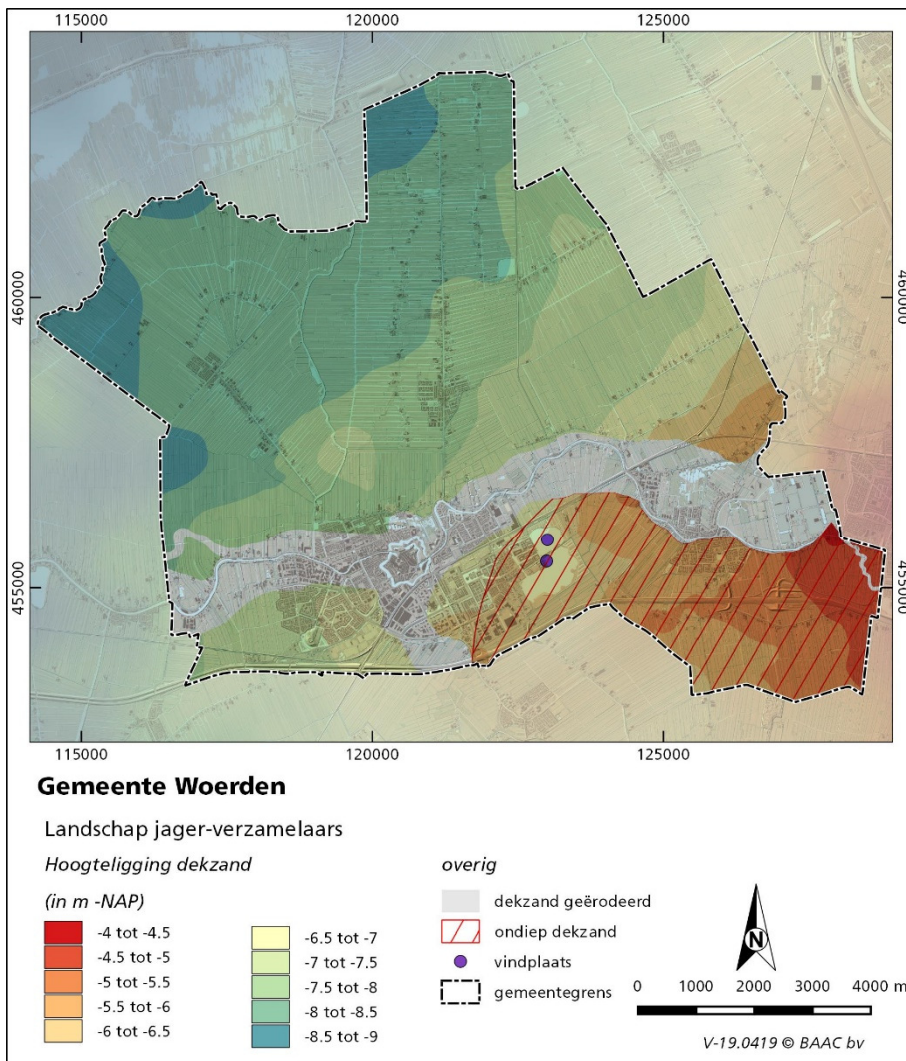 115000 120000 125000
460000 460000
455000 455000
115000 120000 125000
Gemeente Woerden
Landschap jager-verzamelaars
Hoogteligging dekzand
(in m -NAP)
-4 tot -4.5
-4.5 tot -5
-5 tot -5.5
-5.5 tot -6
-6 tot -6.5
-6.5 tot -7
-7 tot -7.5
-7.5 tot -8
-8 tot -8.5
-8.5 tot -9
overig
dekzand geërodeerd
ondiep dekzand
vindplaats
gemeentegrens
N
0 1000 2000 3000 4000 m
V-19.0419 © BAAC bv